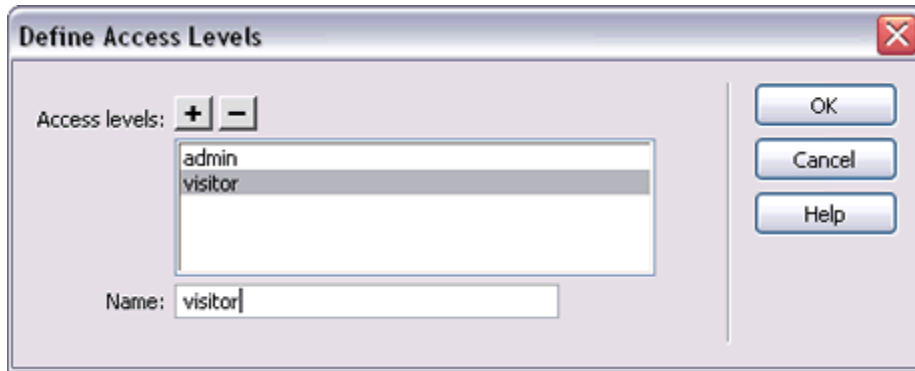 Define Access Levels
Access levels: + −
admin
visitor
Name: visitor
OK
Cancel
Help